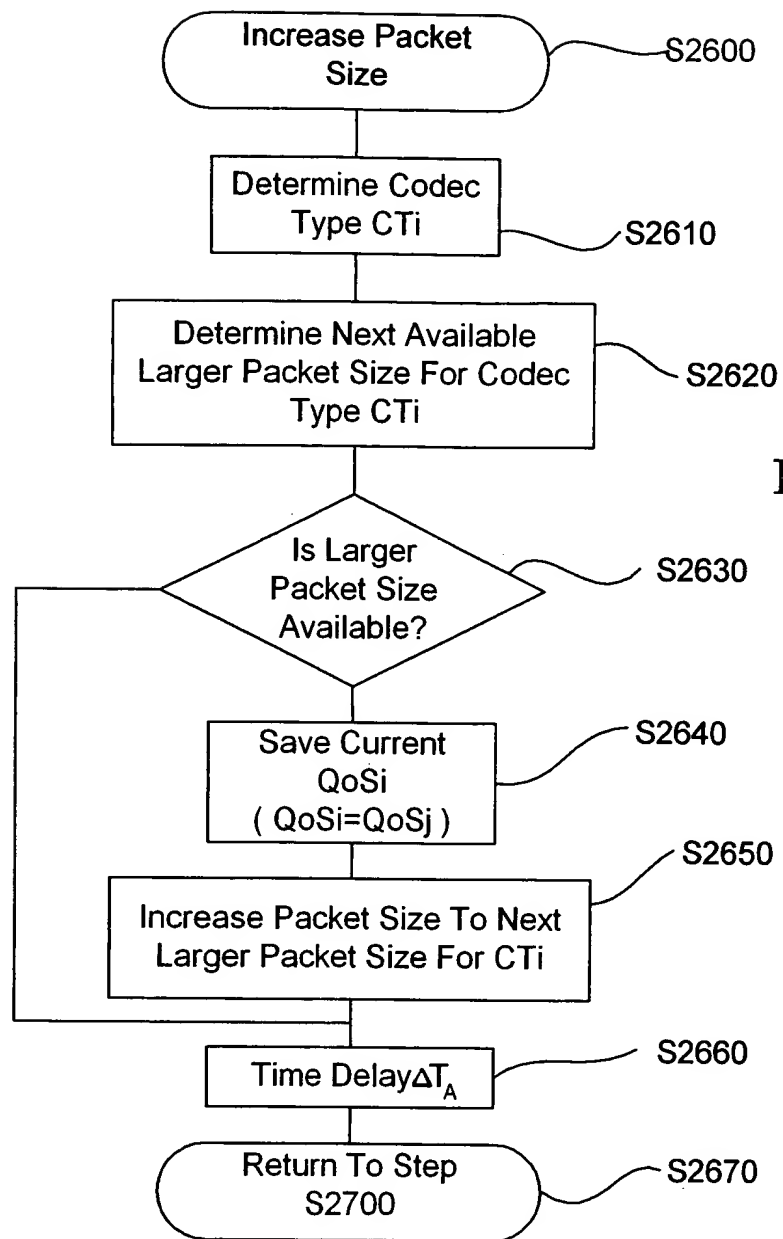 Increase Packet
Size
S2600
Determine Codec
Type CTi
S2610
Determine Next Available
Larger Packet Size For Codec
Type CTi
S2620
Is Larger
Packet Size
Available?
S2630
Save Current
QoSi
( QoSi=QoSj )
S2640
Increase Packet Size To Next
Larger Packet Size For CTi
S2650
Time Delay ΔT_A
S2660
Return To Step
S2700
S2670